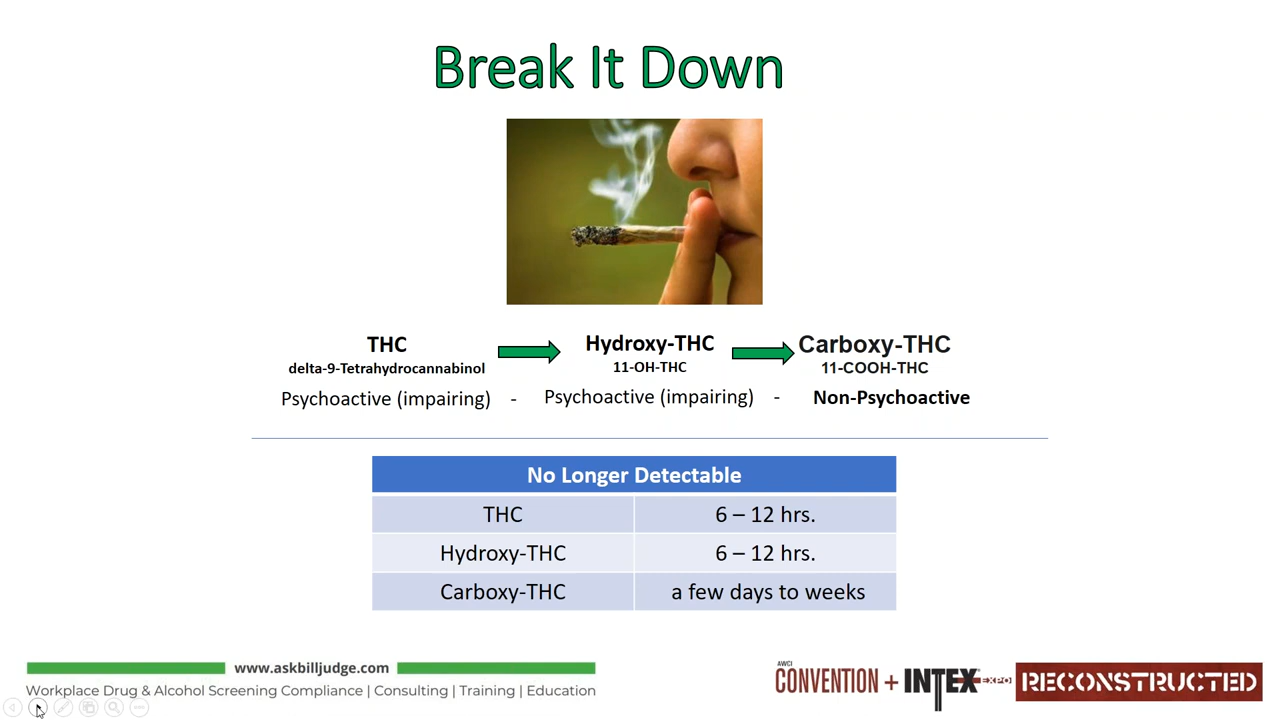 Break It Down
THC
Hydroxy-THC
Carboxy-THC
delta-9-Tetrahydrocannabinol
11-OH-THC
11-COOH-THC
Psychoactive (impairing) - Psychoactive (impairing) - Non-Psychoactive
No Longer Detectable
THC 6 – 12 hrs.
Hydroxy-THC 6 – 12 hrs.
Carboxy-THC a few days to weeks
www.askbilljudge.com
Workplace Drug & Alcohol Screening Compliance | Consulting | Training | Education
AWCI
CONVENTION + INTEX EXPO RECONSTRUCTED